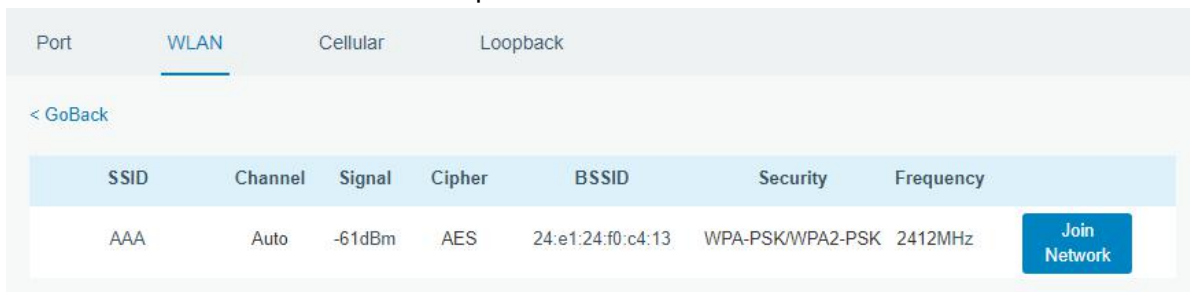 Port WLAN Cellular Loopback
< GoBack
SSID Channel Signal Cipher BSSID Security Frequency
AAA Auto -61dBm AES 24:e1:24:f0:c4:13 WPA-PSK/WPA2-PSK 2412MHz Join
Network